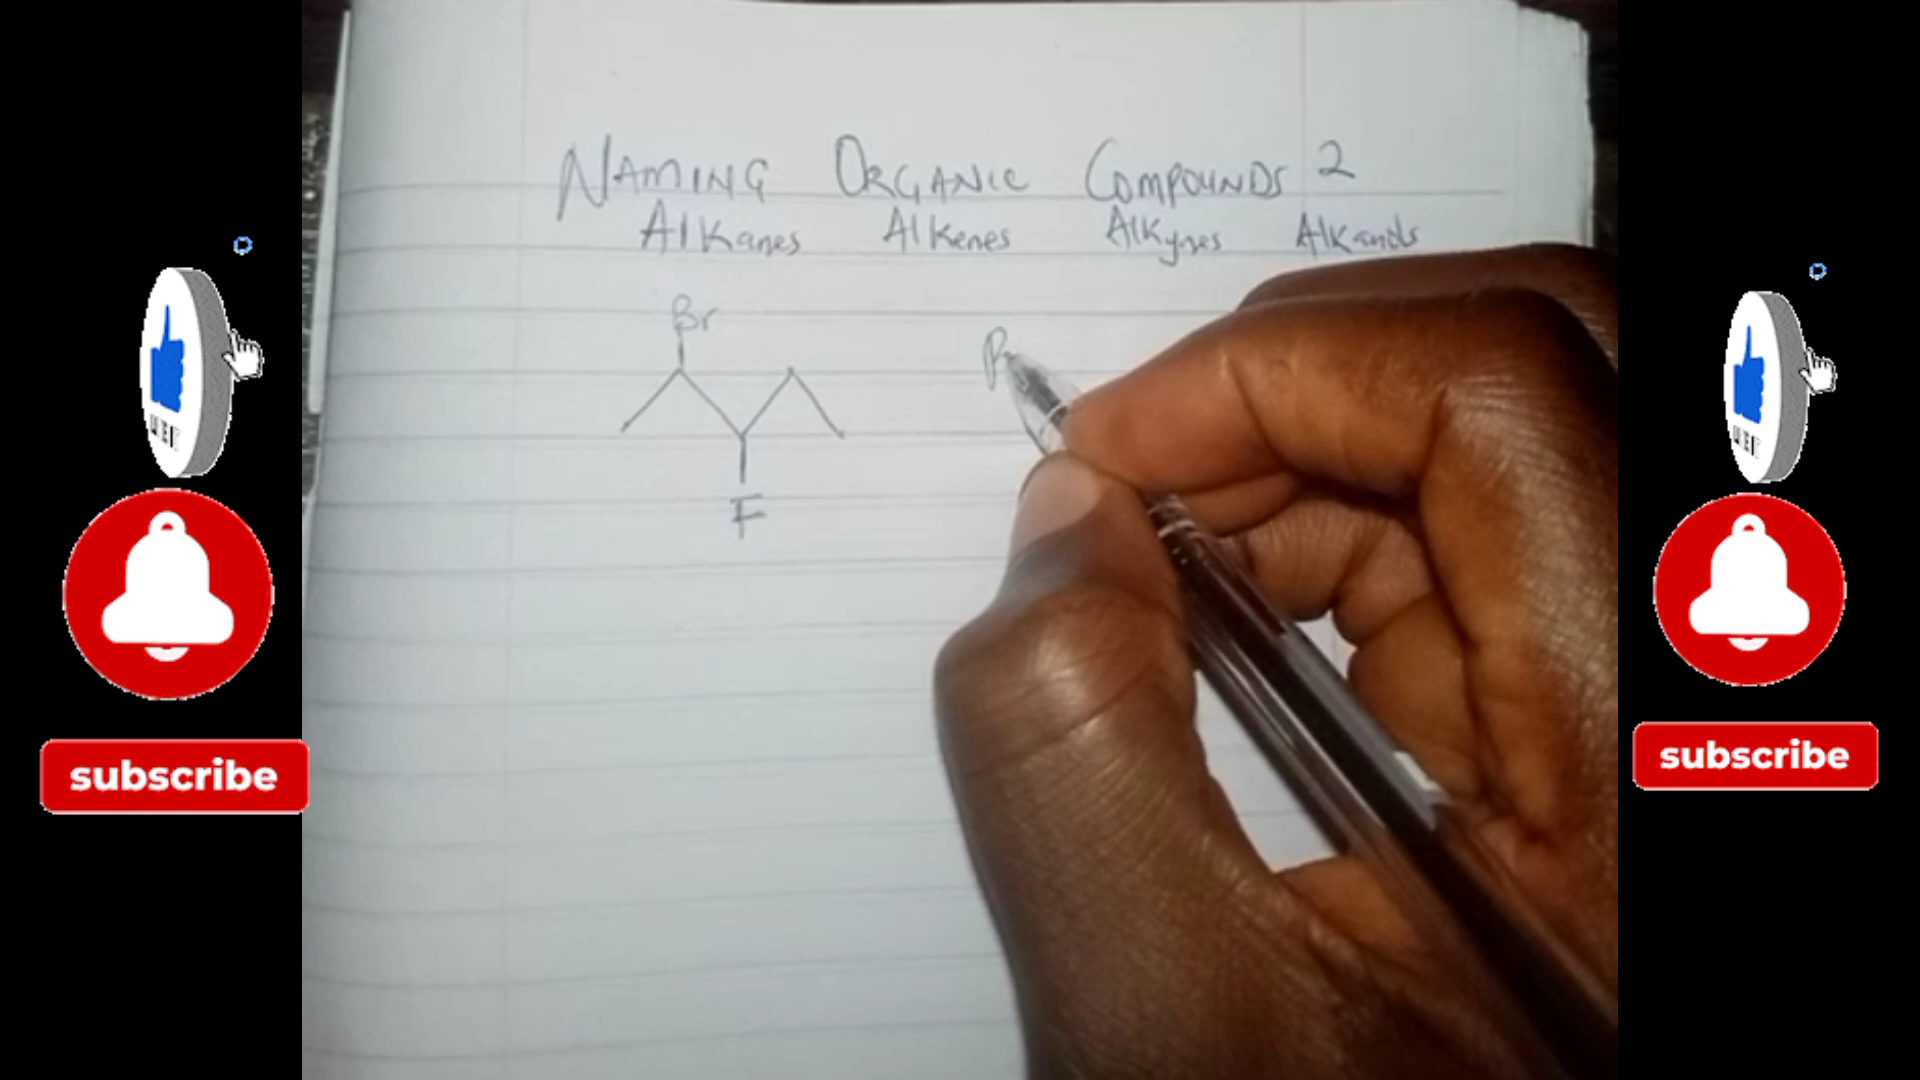 NAMING ORGANIC COMPOUNDS 2
Alkanes Alkenes Alkynes Alkanols
Br
F
subscribe
subscribe